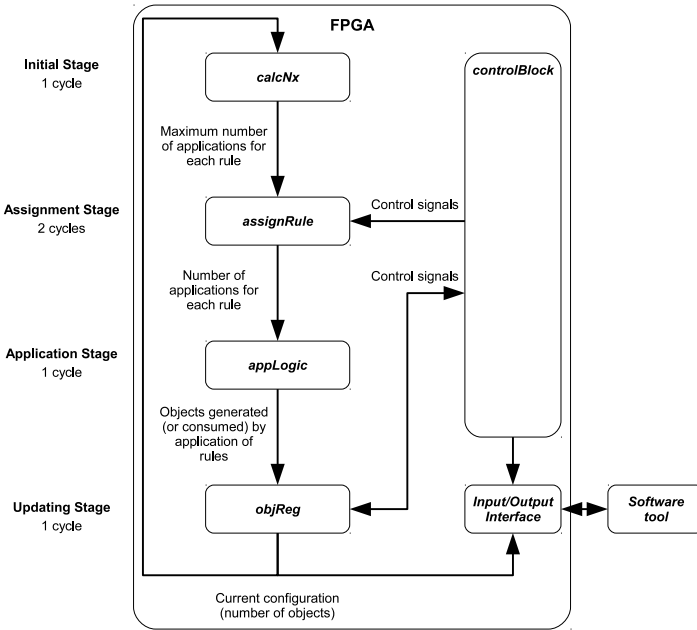 FPGA
Initial Stage
1 cycle
calcNx
controlBlock
Maximum number
of applications for
each rule
Assignment Stage
2 cycles
assignRule
Control signals
Number of
applications for
each rule
Control signals
Application Stage
1 cycle
appLogic
Objects generated
(or consumed) by
application of
rules
Updating Stage
1 cycle
objReg
Input/Output
Interface
Software
tool
Current configuration
(number of objects)